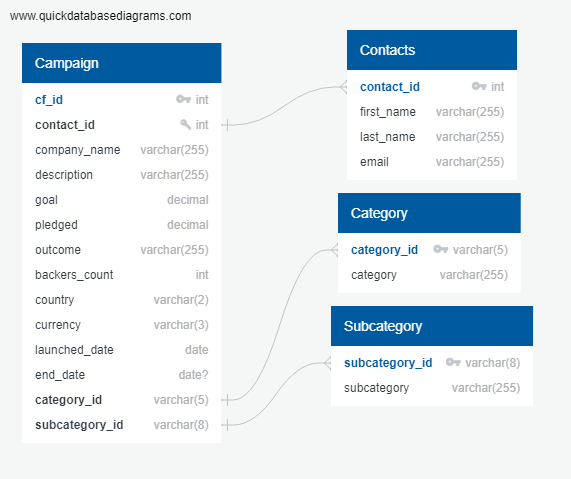 www.quickdatabasediagrams.com
Campaign
cf_id int
contact_id int
company_name varchar(255)
description varchar(255)
goal decimal
pledged decimal
outcome varchar(255)
backers_count int
country varchar(2)
currency varchar(3)
launched_date date
end_date date?
category_id varchar(5)
subcategory_id varchar(8)
Contacts
contact_id int
first_name varchar(255)
last_name varchar(255)
email varchar(255)
Category
category_id varchar(5)
category varchar(255)
Subcategory
subcategory_id varchar(8)
subcategory varchar(255)